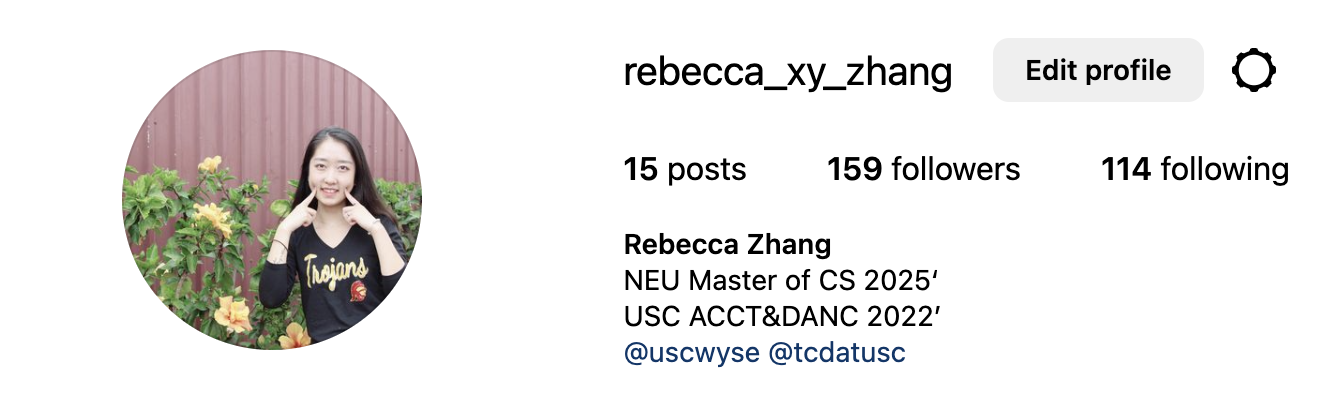 rebecca_xy_zhang Edit profile
15 posts 159 followers 114 following
Trojans
Rebecca Zhang
NEU Master of CS 2025‘
USC ACCT&DANC 2022’
@uscwyse @tcdatusc